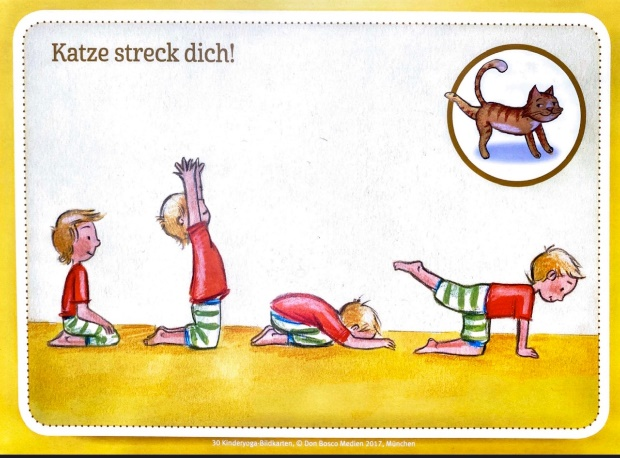 Katze streck dich!
30 Kinderyoga-Bildkarten, © Don Bosco Medien 2017, München